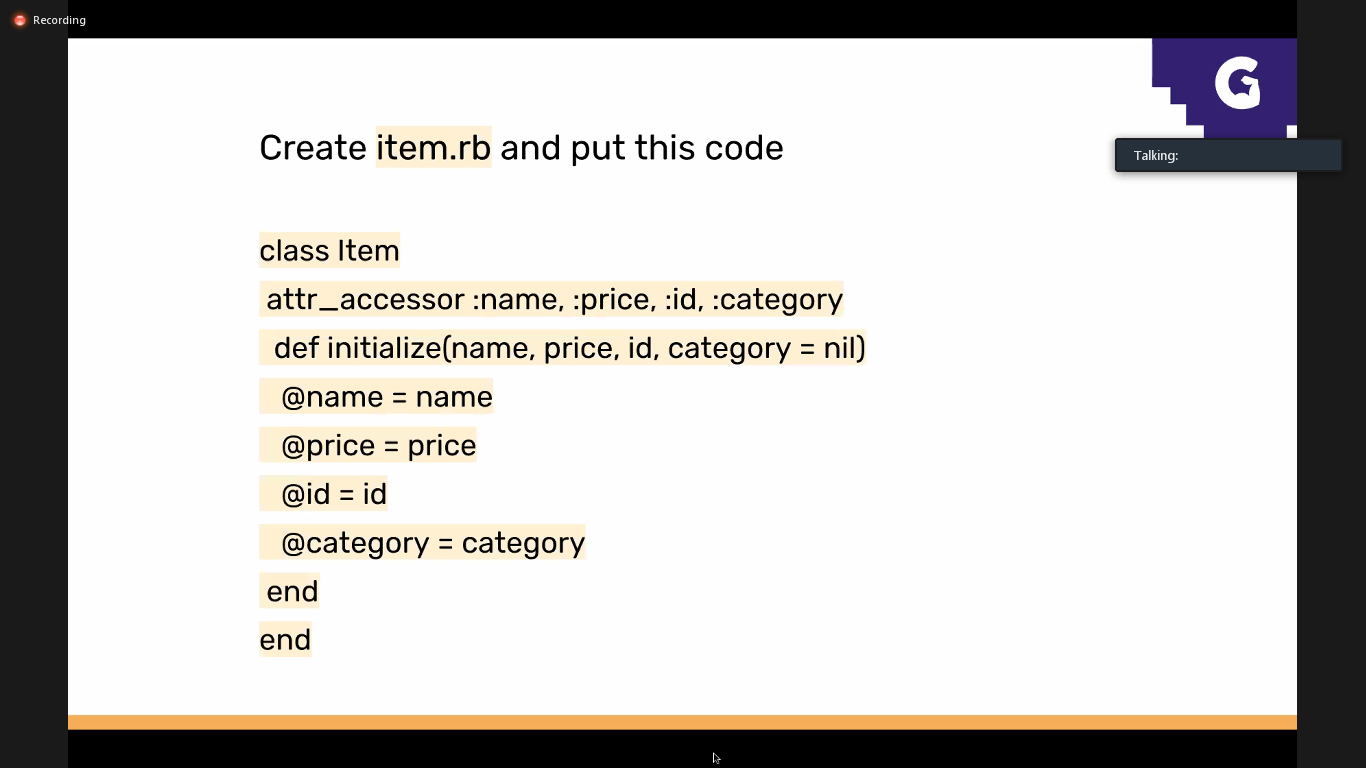 Recording
G
Talking:
Create item.rb and put this code
class Item
 attr_accessor :name, :price, :id, :category
  def initialize(name, price, id, category = nil)
   @name = name
   @price = price
   @id = id
   @category = category
 end
end